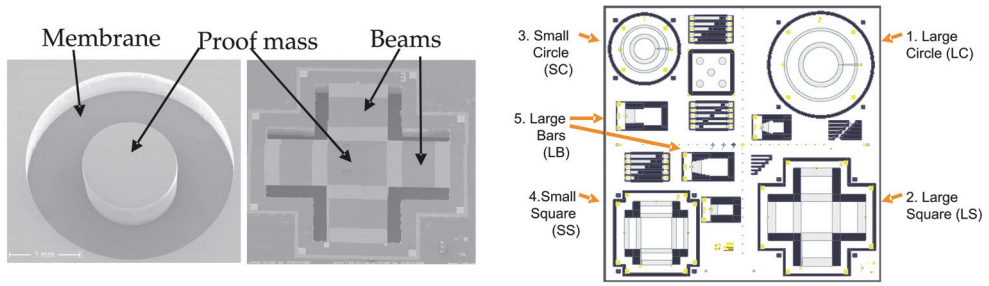 Membrane
Proof mass
Beams
1 mm
3. Small
Circle
(SC)
1. Large
Circle (LC)
5. Large
Bars
(LB)
4.Small
Square
(SS)
2. Large
Square (LS)